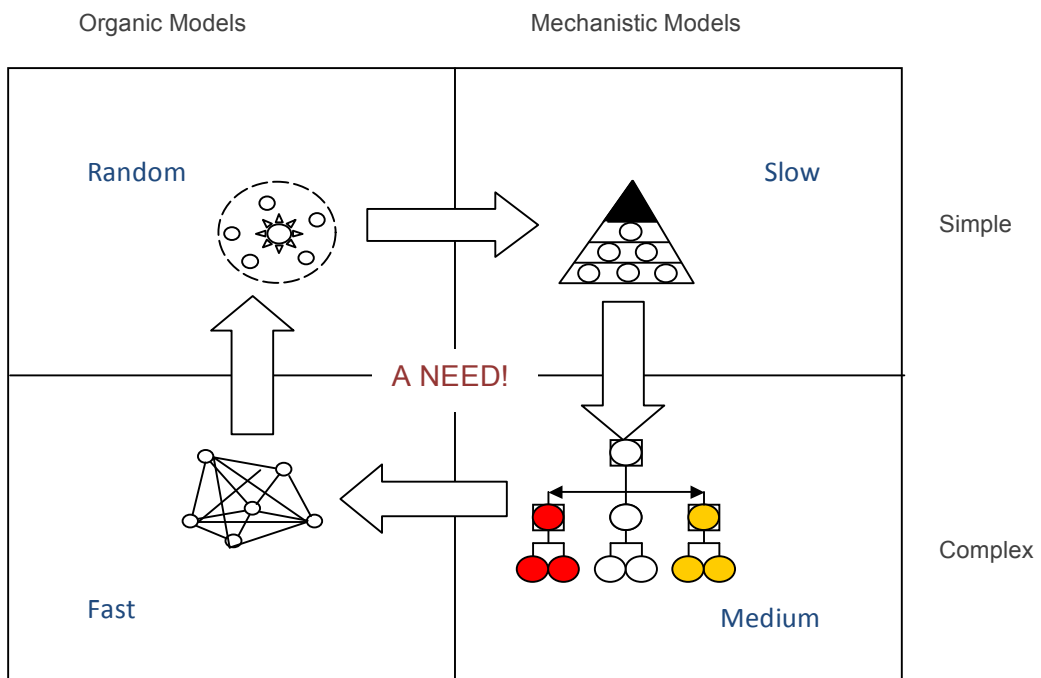 Organic Models
Mechanistic Models
Random
Slow
Simple
A NEED!
Complex
Fast
Medium